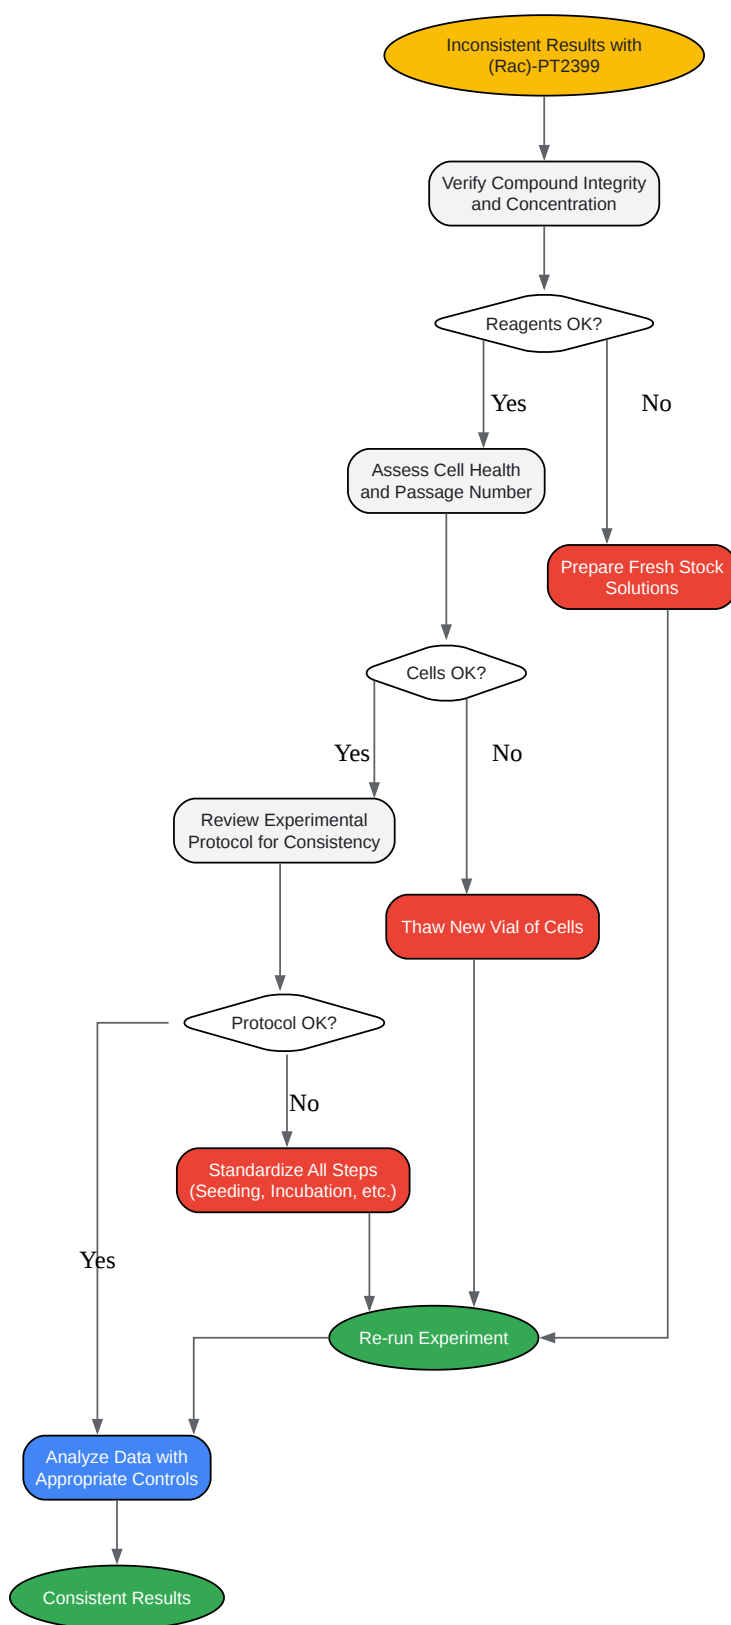 Inconsistent Results with
(Rac)-PT2399
Verify Compound Integrity
and Concentration
Reagents OK?
Yes
No
Assess Cell Health
and Passage Number
Prepare Fresh Stock
Solutions
Cells OK?
Yes
No
Review Experimental
Protocol for Consistency
Thaw New Vial of Cells
Protocol OK?
No
Standardize All Steps
(Seeding, Incubation, etc.)
Yes
Re-run Experiment
Analyze Data with
Appropriate Controls
Consistent Results